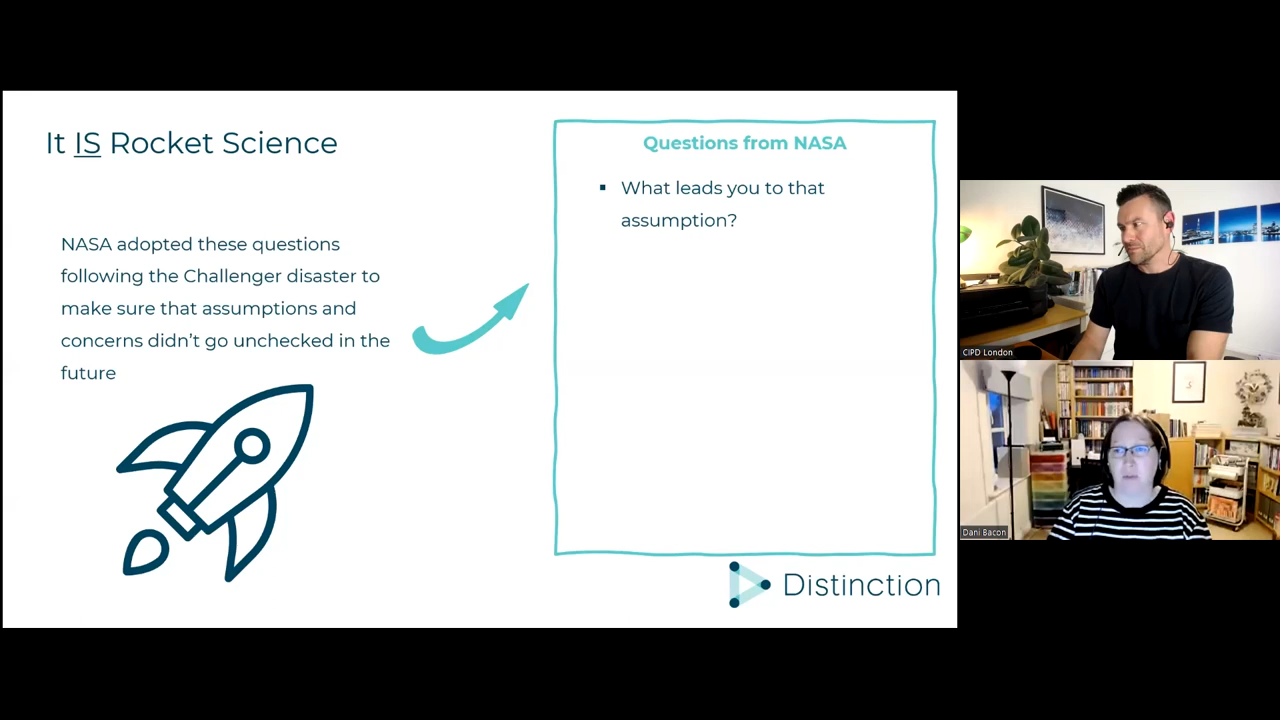 It IS Rocket Science
NASA adopted these questions
following the Challenger disaster to
make sure that assumptions and
concerns didn’t go unchecked in the
future
Questions from NASA
▪ What leads you to that
assumption?
Distinction
CIPD London
Dani Bacon